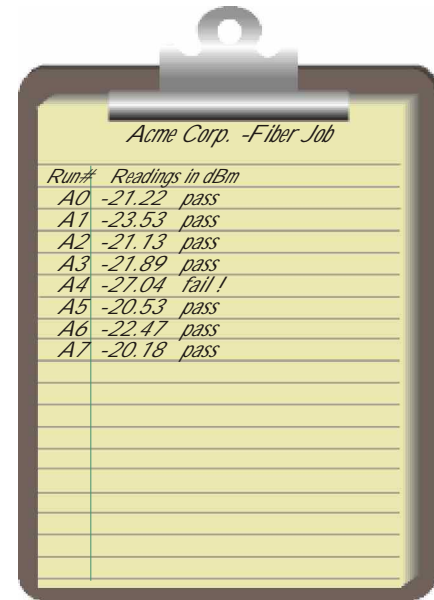 Acme Corp. -Fiber Job
Run# Readings in dBm
A0 -21.22 pass
A1 -23.53 pass
A2 -21.13 pass
A3 -21.89 pass
A4 -27.04 fail !
A5 -20.53 pass
A6 -22.47 pass
A7 -20.18 pass